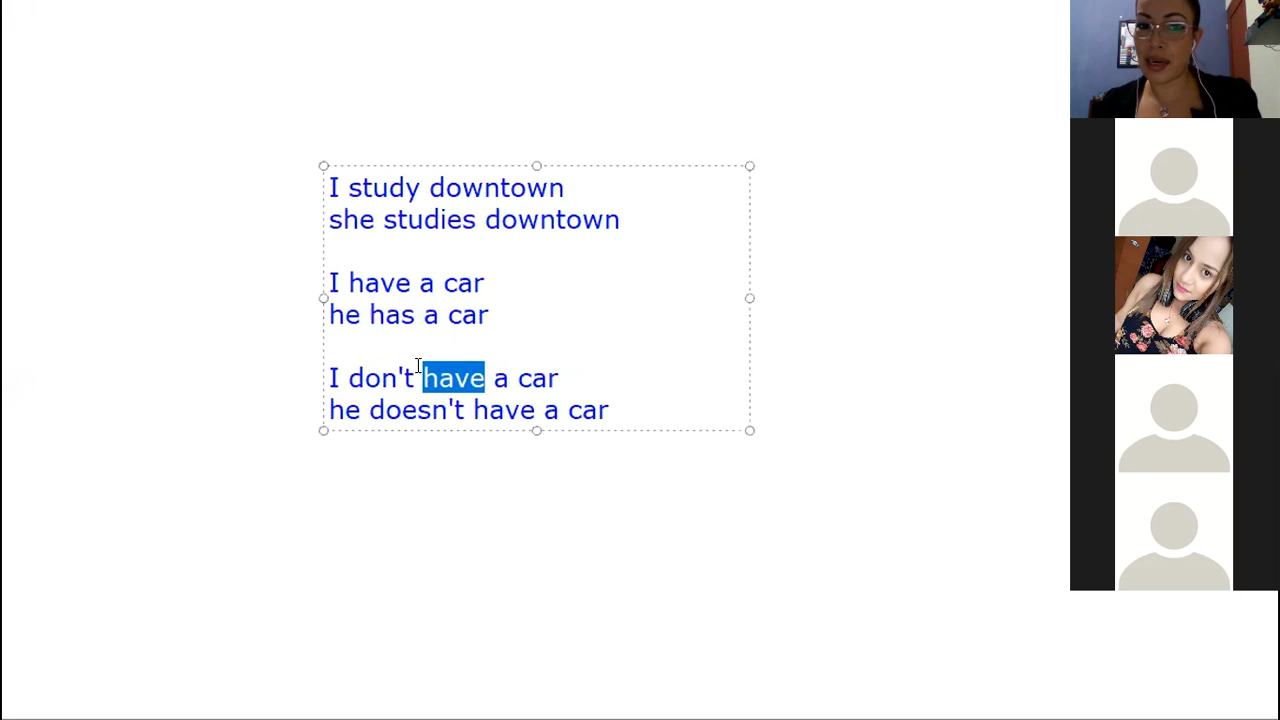 I study downtown
she studies downtown
I have a car
he has a car
I don't have a car
he doesn't have a car